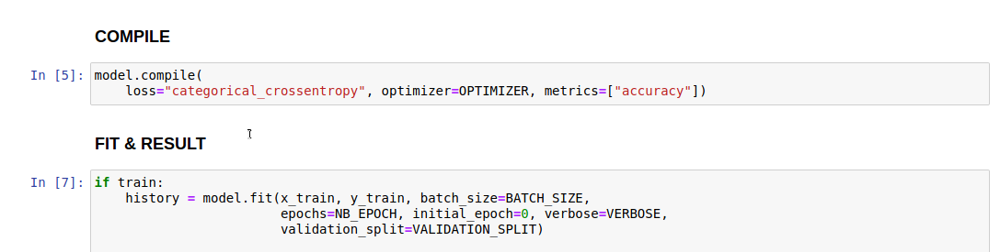 COMPILE
In [5]: model.compile(
loss="categorical_crossentropy", optimizer=OPTIMIZER, metrics=["accuracy"])
FIT & RESULT
In [7]: if train:
history = model.fit(x_train, y_train, batch_size=BATCH_SIZE,
epochs=NB_EPOCH, initial_epoch=0, verbose=VERBOSE,
validation_split=VALIDATION_SPLIT)